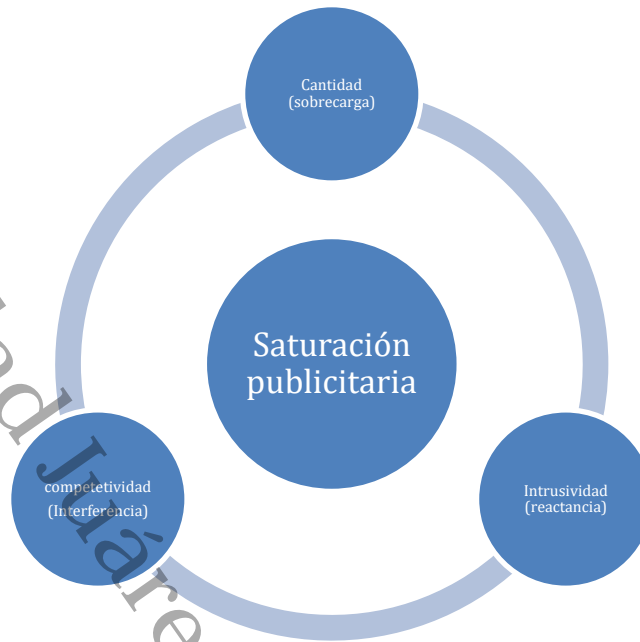 Cantidad
(sobrecarga)
Saturación
publicitaria
competetividad
(Interferencia)
Intrusividad
(reactancia)